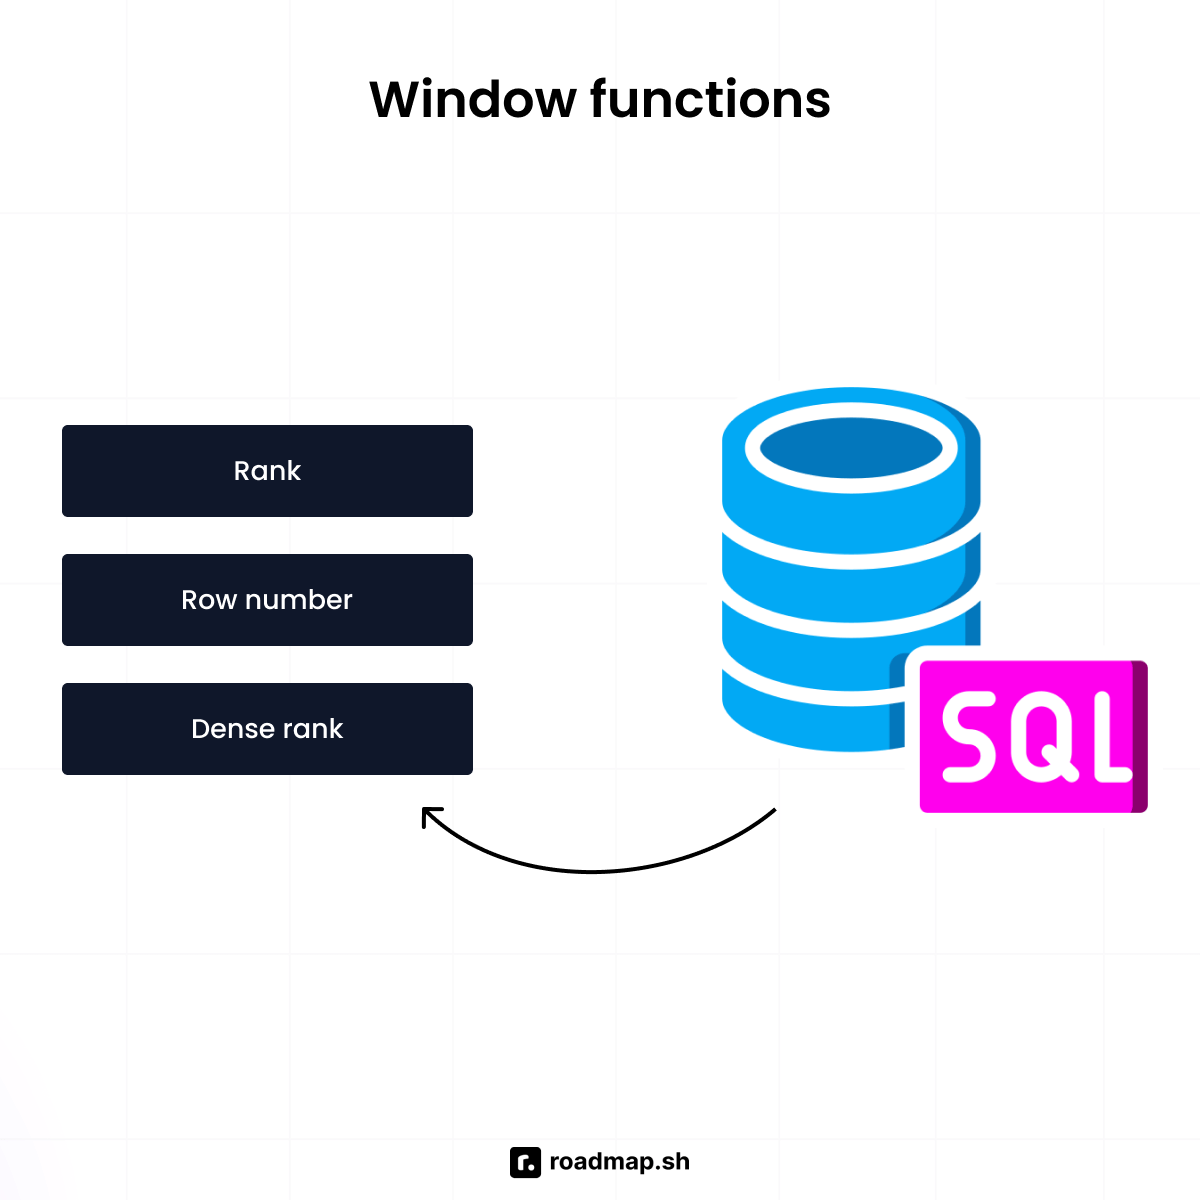 Window functions
Rank
Row number
Dense rank
SQL
roadmap.sh